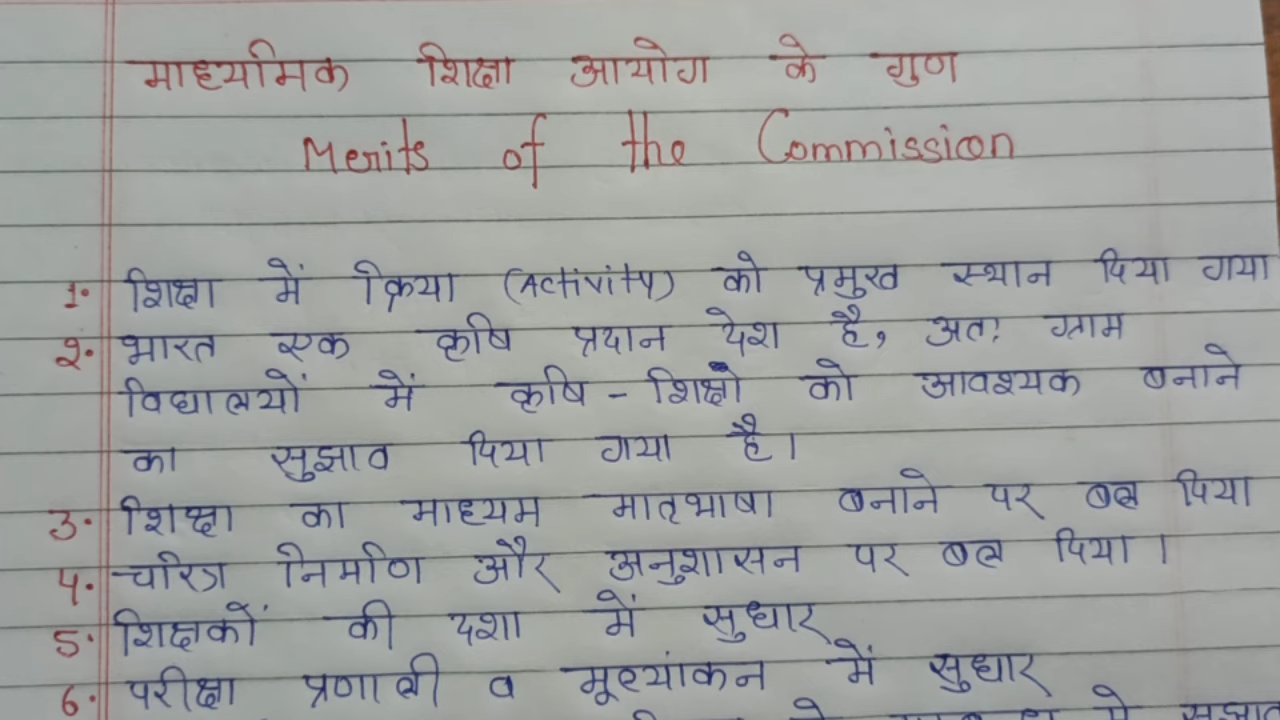 माध्यमिक शिक्षा आयोग के गुण
Merits of the Commission
1. शिक्षा में क्रिया (Activity) को प्रमुख स्थान दिया गया
2. भारत एक कृषि प्रदान देश है, अतः ग्राम
विद्यालयों में कृषि - शिक्षा को आवश्यक बनाने
का सुझाव दिया गया है।
3. शिक्षा का माध्यम मातृभाषा बनाने पर बल दिया
4. चरित्र निर्माण और अनुशासन पर बल दिया।
5. शिक्षकों की दशा में सुधार
6. परीक्षा प्रणाली व मूल्यांकन में सुधार